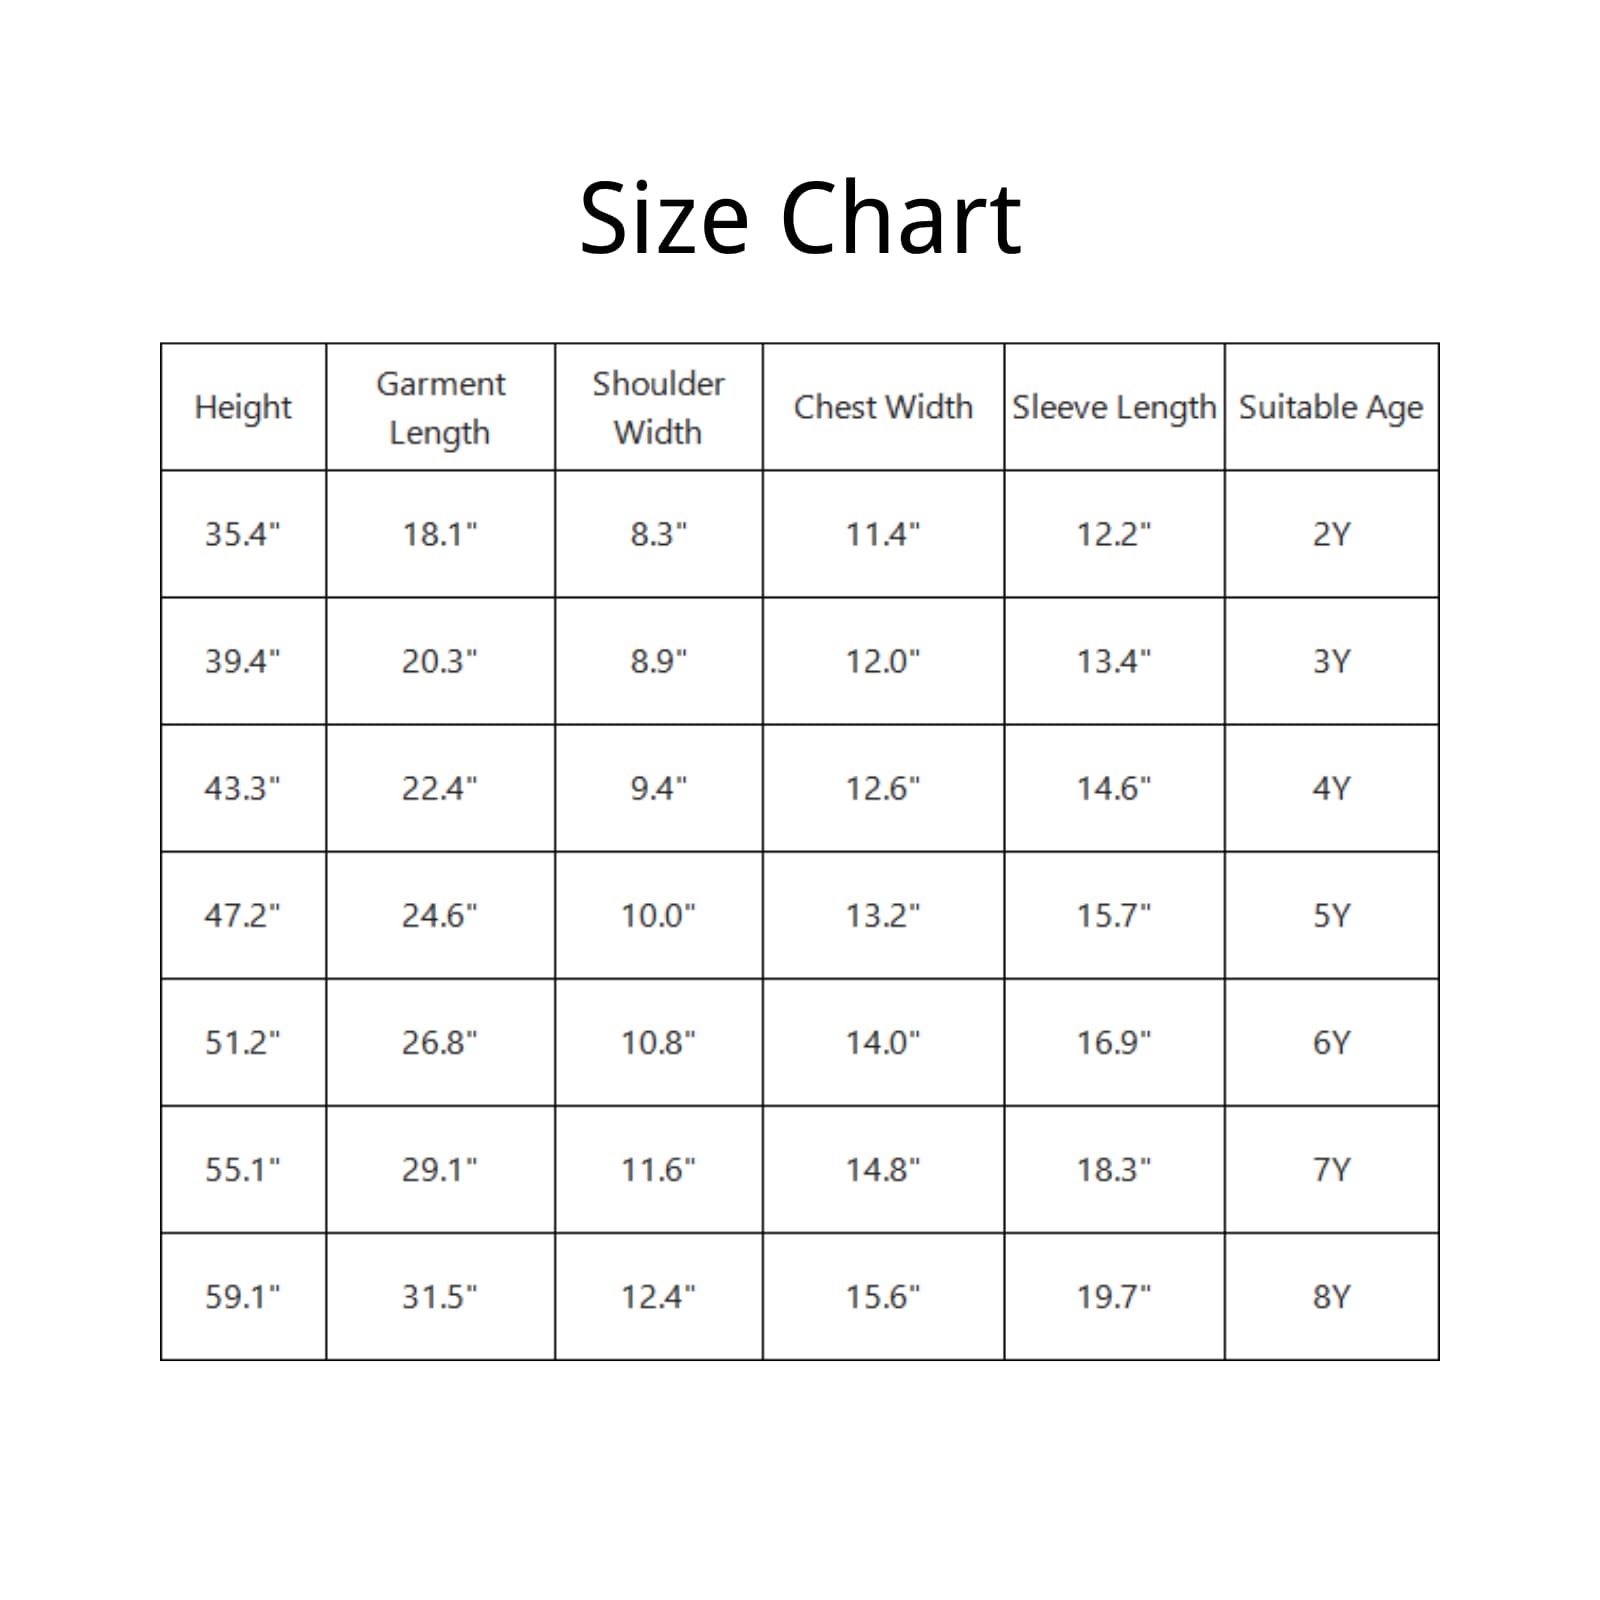 Size Chart
Height Garment Length Shoulder Width Chest Width Sleeve Length Suitable Age
35.4" 18.1" 8.3" 11.4" 12.2" 2Y
39.4" 20.3" 8.9" 12.0" 13.4" 3Y
43.3" 22.4" 9.4" 12.6" 14.6" 4Y
47.2" 24.6" 10.0" 13.2" 15.7" 5Y
51.2" 26.8" 10.8" 14.0" 16.9" 6Y
55.1" 29.1" 11.6" 14.8" 18.3" 7Y
59.1" 31.5" 12.4" 15.6" 19.7" 8Y